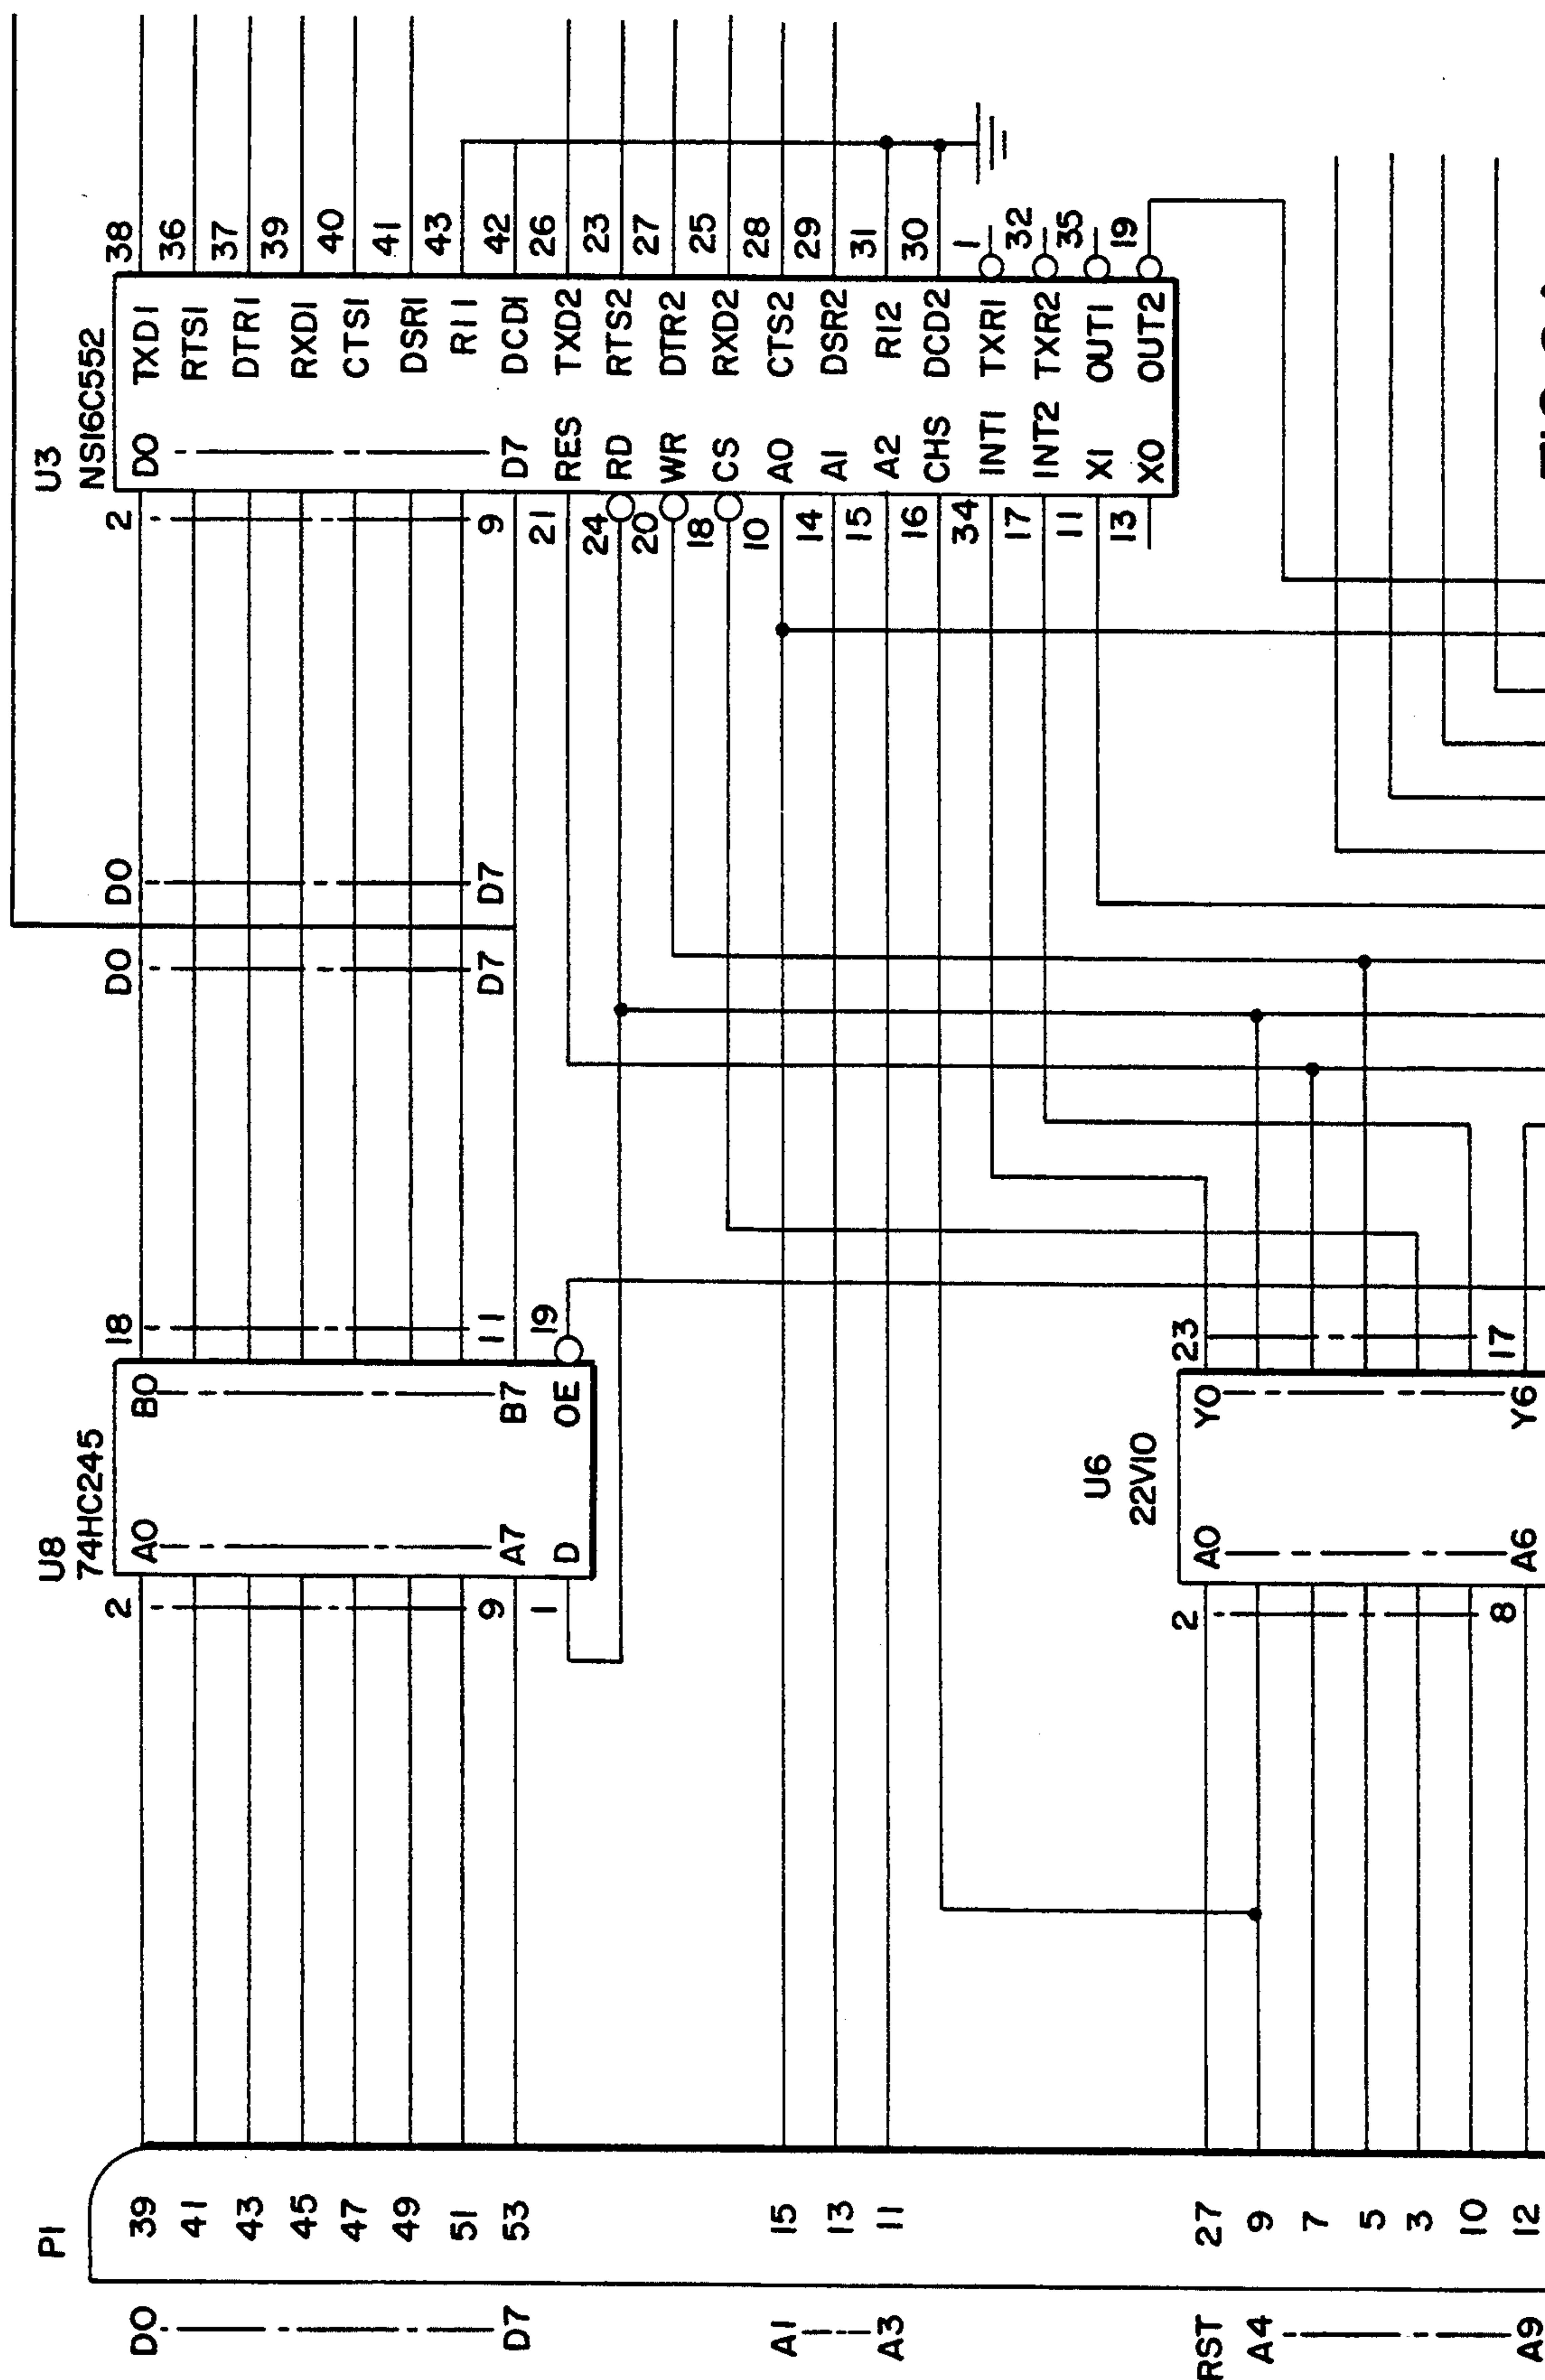 P1
D0
D7
A1
A3
RST
A4
A9
39
41
43
45
47
49
51
53
15
13
11
27
9
7
5
3
10
12
U8
74HC245
2
9
1
A0
A7
D
B0
B7
OE
18
11
19
D0
D7
D0
D7
U6
22V10
2
8
A0
A6
Y0
Y6
23
17
U3
NS16C552
2
9
21
24
20
18
10
14
15
16
34
17
11
13
D0
D7
RES
RD
WR
CS
A0
A1
A2
CHS
INT1
INT2
X1
X0
TXD1
RTS1
DTR1
RXD1
CTS1
DSR1
RI1
DCD1
TXD2
RTS2
DTR2
RXD2
CTS2
DSR2
RI2
DCD2
TXR1
TXR2
OUT1
OUT2
38
36
37
39
40
41
43
42
26
23
27
25
28
29
31
30
1
32
35
19